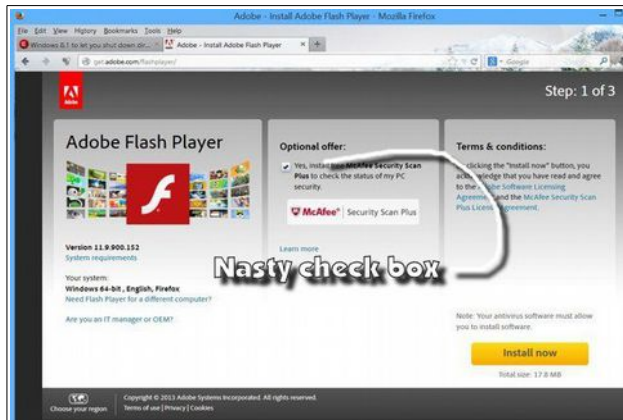 Adobe - Install Adobe Flash Player - Mozilla Firefox
File Edit View History Bookmarks Tools Help
Windows 8.1 to let you shut down dir... Adobe - Install Adobe Flash Player
get.adobe.com/flashplayer/ Google
Adobe
Step: 1 of 3
Adobe Flash Player
Version 11.9.900.152
System requirements
Your system:
Windows 64-bit , English, Firefox
Need Flash Player for a different computer?
Are you an IT manager or OEM?
Optional offer:
Yes, install free McAfee Security Scan
Plus to check the status of my PC
security.
McAfee Security Scan Plus
Learn more
Nasty check box
Terms & conditions:
clicking the "Install now" button, you
acknowledge that you have read and agree
to the Adobe Software Licensing
Agreement and the McAfee Security Scan
Plus License Agreement.
Note: Your antivirus software must allow
you to install software.
Install now
Total size: 17.8 MB
Choose your region
Copyright © 2013 Adobe Systems Incorporated. All rights reserved.
Terms of use | Privacy | Cookies